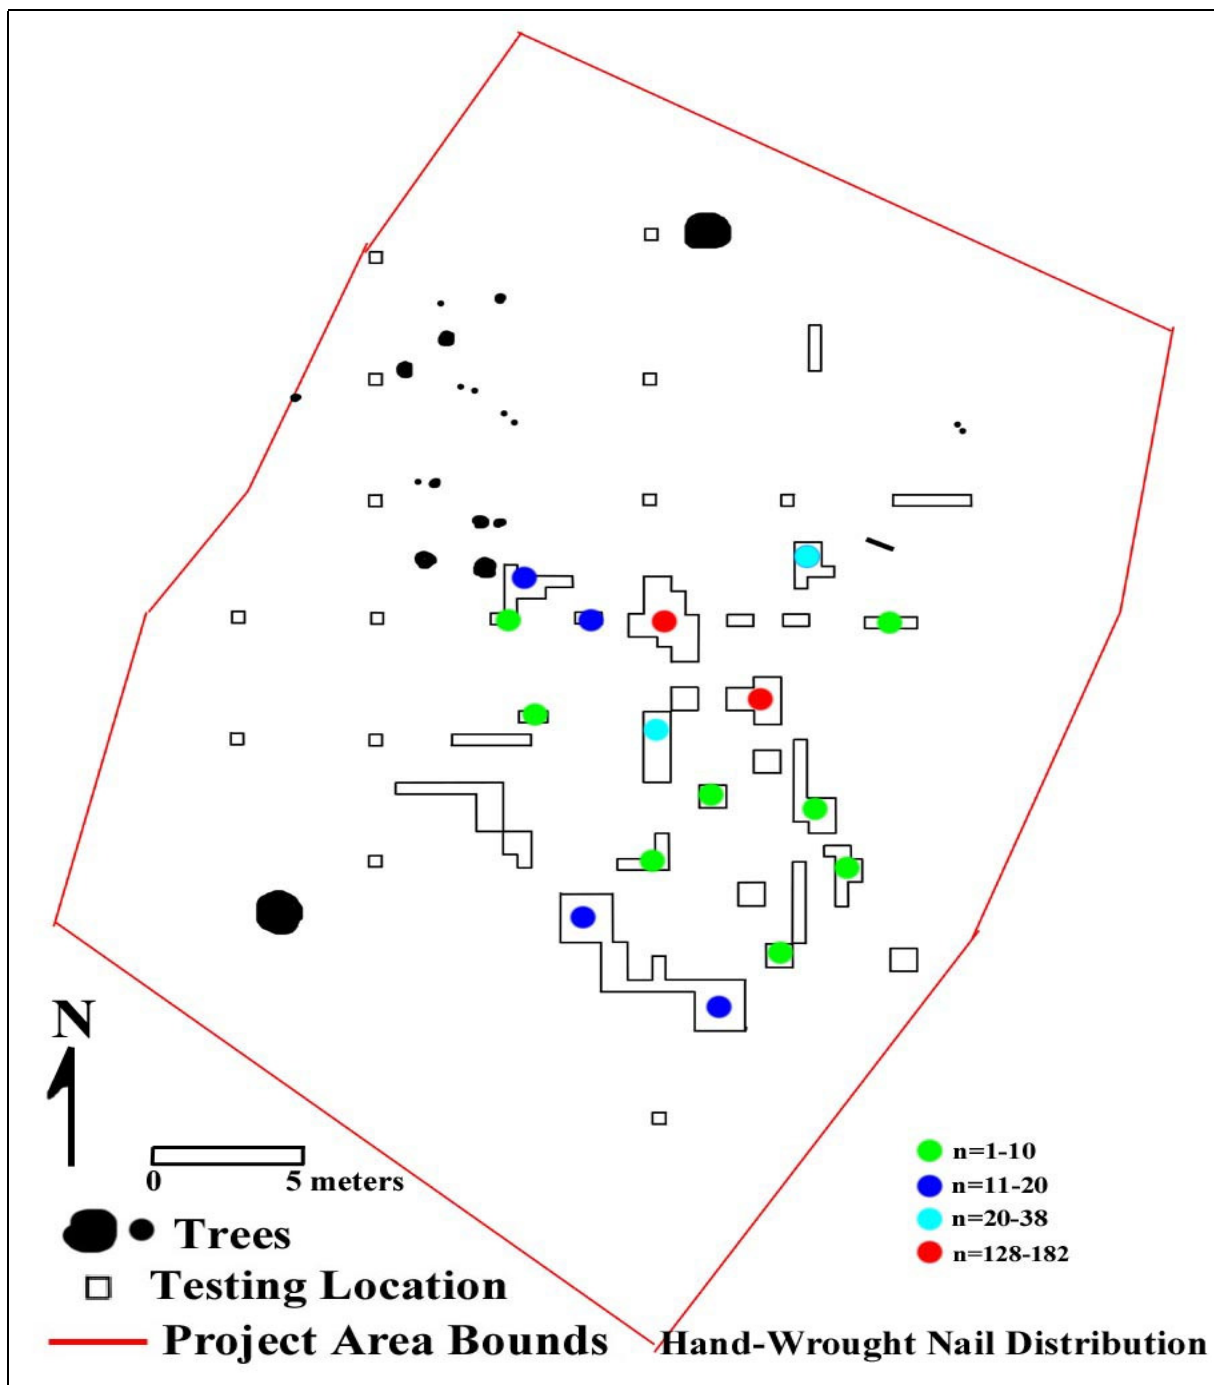 N
0 5 meters
Trees
Testing Location
Project Area Bounds
n=1-10
n=11-20
n=20-38
n=128-182
Hand-Wrought Nail Distribution